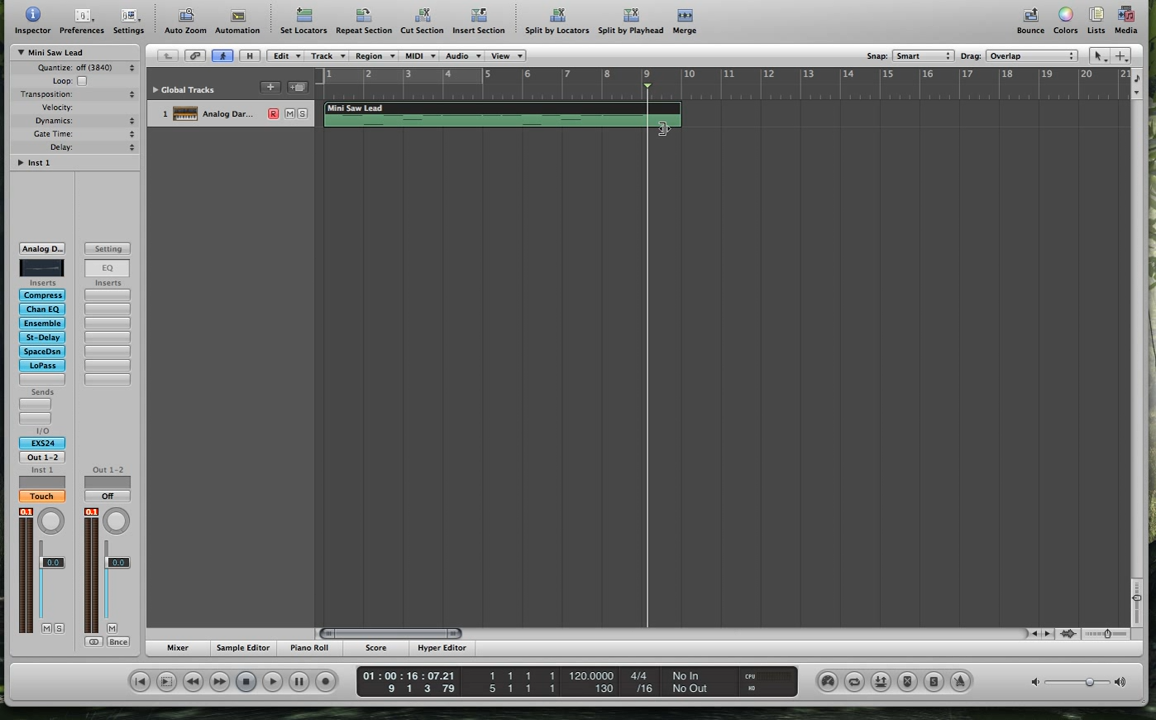 Inspector Preferences Settings Auto Zoom Automation Set Locators Repeat Section Cut Section Insert Section Split by Locators Split by Playhead Merge Bounce Colors Lists Media
Mini Saw Lead
Edit Track Region MIDI Audio View Snap: Smart Drag: Overlap
H
Quantize: off (3840)
Loop:
Transposition:
Velocity:
Dynamics:
Gate Time:
Delay:
Inst 1
Global Tracks
1 2 3 4 5 6 7 8 9 10 11 12 13 14 15 16 17 18 19 20 21
1 Analog Dar... R M S
Mini Saw Lead
Analog D... Setting
EQ
Inserts Inserts
Compress
Chan EQ
Ensemble
St-Delay
SpaceDsn
LoPass
Sends
I/O
EXS24
Out 1-2
Inst 1 Out 1-2
Touch Off
0.1 0.1
0.0 0.0
M S M
Bnce
Mixer Sample Editor Piano Roll Score Hyper Editor
01 : 00 : 16 : 07.21 1 1 1 1 120.0000 4/4 No In CPU
9 1 3 79 5 1 1 1 130 /16 No Out HD
S